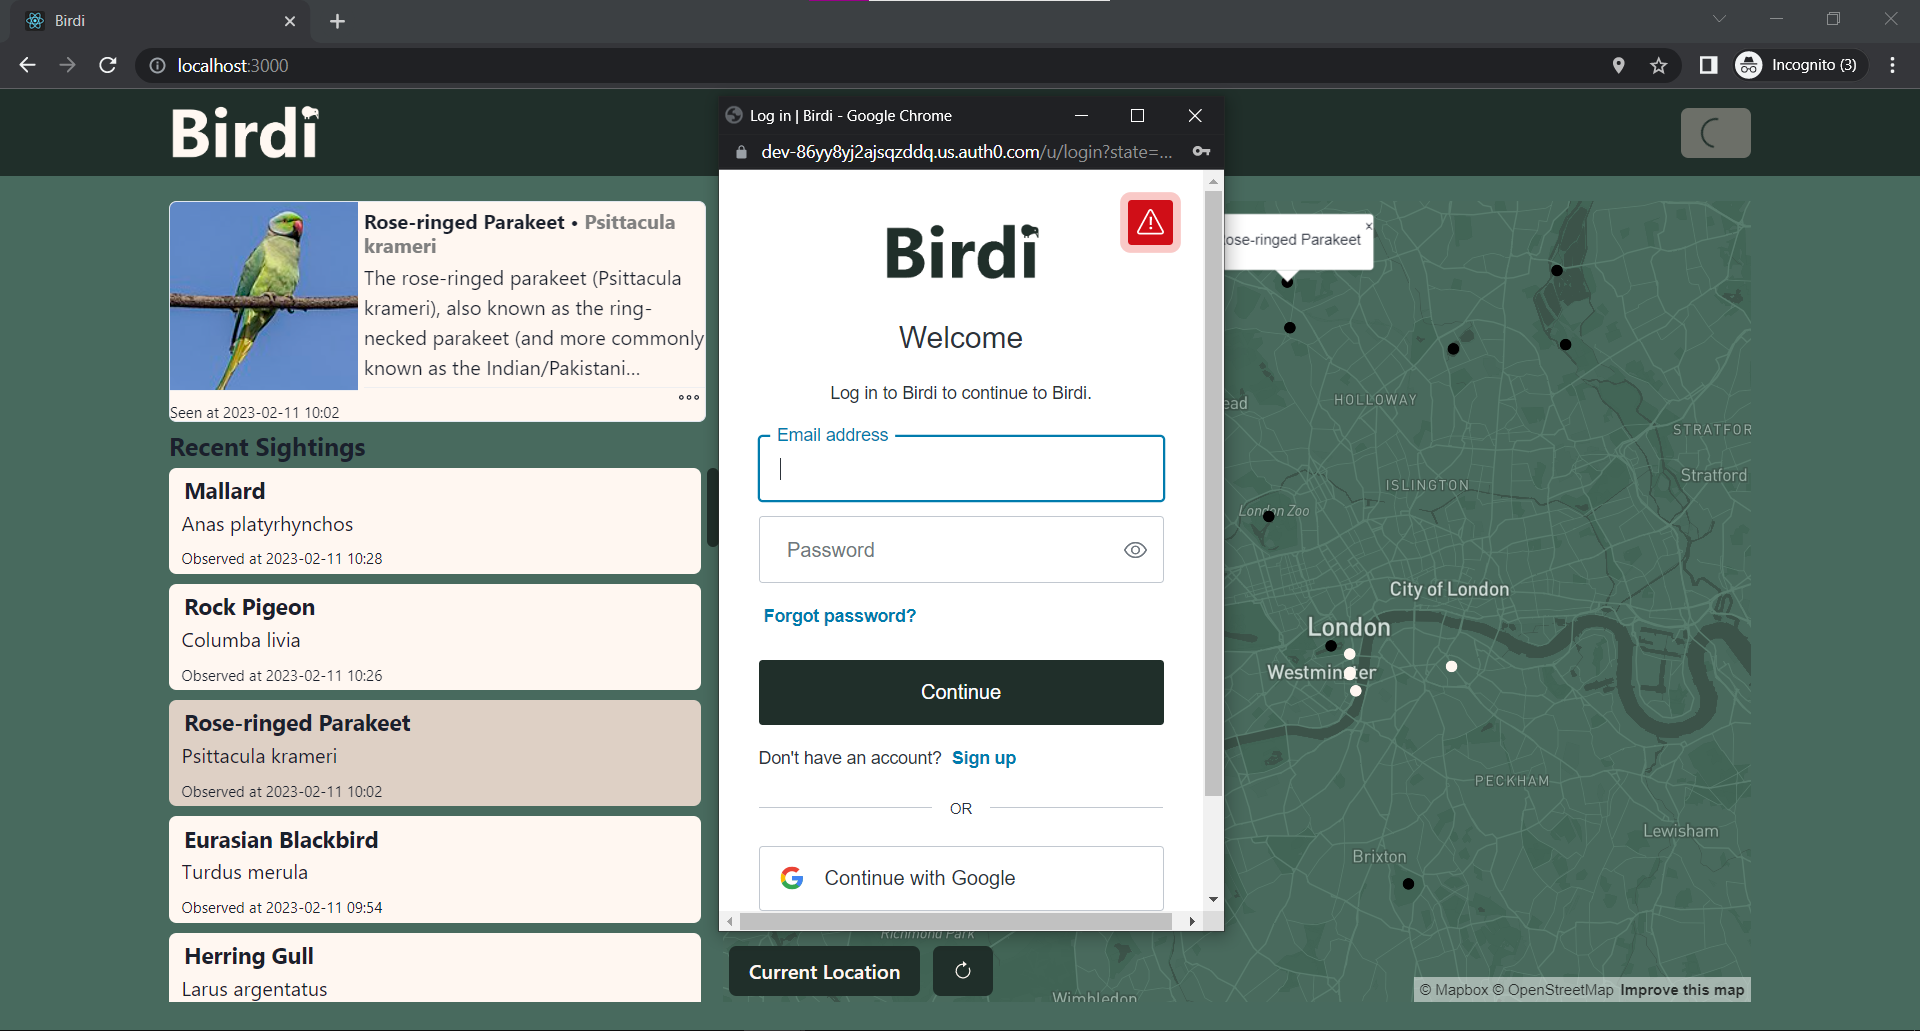 Birdi
localhost:3000
Incognito (3)
Birdi
Rose-ringed Parakeet • Psittacula
krameri
The rose-ringed parakeet (Psittacula
krameri), also known as the ring-
necked parakeet (and more commonly
known as the Indian/Pakistani...
Seen at 2023-02-11 10:02
Recent Sightings
Mallard
Anas platyrhynchos
Observed at 2023-02-11 10:28
Rock Pigeon
Columba livia
Observed at 2023-02-11 10:26
Rose-ringed Parakeet
Psittacula krameri
Observed at 2023-02-11 10:02
Eurasian Blackbird
Turdus merula
Observed at 2023-02-11 09:54
Herring Gull
Larus argentatus
Log in | Birdi - Google Chrome
dev-86yy8yj2ajsqzddq.us.auth0.com/u/login?state=...
Birdi
Welcome
Log in to Birdi to continue to Birdi.
Email address
Password
Forgot password?
Continue
Don't have an account? Sign up
OR
Continue with Google
ose-ringed Parakeet
ead
HOLLOWAY
STRATFOR
Stratford
ISLINGTON
London Zoo
City of London
London
Westminster
PECKHAM
Lewisham
Brixton
Richmond Park
Wimbledon
Current Location
© Mapbox © OpenStreetMap Improve this map